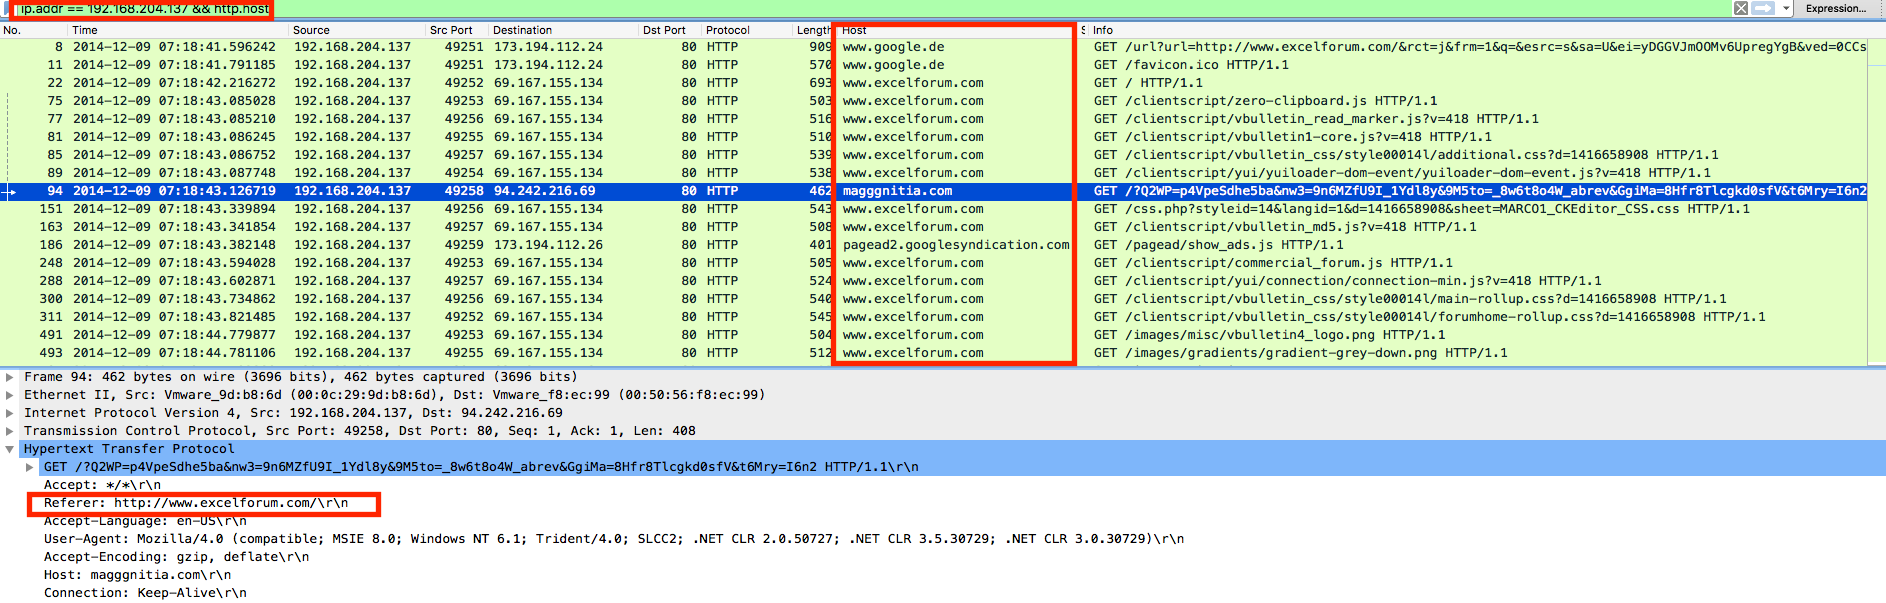 ip.addr == 192.168.204.137 && http.host Expression...
No. Time Source Src Port Destination Dst Port Protocol Length Host S Info
8 2014-12-09 07:18:41.596242 192.168.204.137 49251 173.194.112.24 80 HTTP 909 www.google.de GET /url?url=http://www.excelforum.com/&rct=j&frm=1&q=&esrc=s&sa=U&ei=yDGGVJmOOMv6UpregYgB&ved=0CCs
11 2014-12-09 07:18:41.791185 192.168.204.137 49251 173.194.112.24 80 HTTP 570 www.google.de GET /favicon.ico HTTP/1.1
22 2014-12-09 07:18:42.216272 192.168.204.137 49252 69.167.155.134 80 HTTP 693 www.excelforum.com GET / HTTP/1.1
75 2014-12-09 07:18:43.085028 192.168.204.137 49253 69.167.155.134 80 HTTP 503 www.excelforum.com GET /clientscript/zero-clipboard.js HTTP/1.1
77 2014-12-09 07:18:43.085210 192.168.204.137 49256 69.167.155.134 80 HTTP 516 www.excelforum.com GET /clientscript/vbulletin_read_marker.js?v=418 HTTP/1.1
81 2014-12-09 07:18:43.086245 192.168.204.137 49255 69.167.155.134 80 HTTP 510 www.excelforum.com GET /clientscript/vbulletin1-core.js?v=418 HTTP/1.1
85 2014-12-09 07:18:43.086752 192.168.204.137 49257 69.167.155.134 80 HTTP 539 www.excelforum.com GET /clientscript/vbulletin_css/style00014l/additional.css?d=1416658908 HTTP/1.1
89 2014-12-09 07:18:43.087748 192.168.204.137 49254 69.167.155.134 80 HTTP 538 www.excelforum.com GET /clientscript/yui/yuiloader-dom-event/yuiloader-dom-event.js?v=418 HTTP/1.1
94 2014-12-09 07:18:43.126719 192.168.204.137 49258 94.242.216.69 80 HTTP 462 magggnitia.com GET /?Q2WP=p4VpeSdhe5ba&nw3=9n6MZfU9I_1Ydl8y&9M5to=_8w6t8o4W_abrev&GgiMa=8Hfr8Tlcgkd0sfV&t6Mry=I6n2
151 2014-12-09 07:18:43.339894 192.168.204.137 49256 69.167.155.134 80 HTTP 543 www.excelforum.com GET /css.php?styleid=14&langid=1&d=1416658908&sheet=MARCO1_CKEditor_CSS.css HTTP/1.1
163 2014-12-09 07:18:43.341854 192.168.204.137 49257 69.167.155.134 80 HTTP 508 www.excelforum.com GET /clientscript/vbulletin_md5.js?v=418 HTTP/1.1
186 2014-12-09 07:18:43.382148 192.168.204.137 49259 173.194.112.26 80 HTTP 401 pagead2.googlesyndication.com GET /pagead/show_ads.js HTTP/1.1
248 2014-12-09 07:18:43.594028 192.168.204.137 49253 69.167.155.134 80 HTTP 505 www.excelforum.com GET /clientscript/commercial_forum.js HTTP/1.1
288 2014-12-09 07:18:43.602871 192.168.204.137 49257 69.167.155.134 80 HTTP 524 www.excelforum.com GET /clientscript/yui/connection/connection-min.js?v=418 HTTP/1.1
300 2014-12-09 07:18:43.734862 192.168.204.137 49256 69.167.155.134 80 HTTP 540 www.excelforum.com GET /clientscript/vbulletin_css/style00014l/main-rollup.css?d=1416658908 HTTP/1.1
311 2014-12-09 07:18:43.821485 192.168.204.137 49252 69.167.155.134 80 HTTP 545 www.excelforum.com GET /clientscript/vbulletin_css/style00014l/forumhome-rollup.css?d=1416658908 HTTP/1.1
491 2014-12-09 07:18:44.779877 192.168.204.137 49253 69.167.155.134 80 HTTP 504 www.excelforum.com GET /images/misc/vbulletin4_logo.png HTTP/1.1
493 2014-12-09 07:18:44.781106 192.168.204.137 49255 69.167.155.134 80 HTTP 512 www.excelforum.com GET /images/gradients/gradient-grey-down.png HTTP/1.1
Frame 94: 462 bytes on wire (3696 bits), 462 bytes captured (3696 bits)
Ethernet II, Src: Vmware_9d:b8:6d (00:0c:29:9d:b8:6d), Dst: Vmware_f8:ec:99 (00:50:56:f8:ec:99)
Internet Protocol Version 4, Src: 192.168.204.137, Dst: 94.242.216.69
Transmission Control Protocol, Src Port: 49258, Dst Port: 80, Seq: 1, Ack: 1, Len: 408
Hypertext Transfer Protocol
GET /?Q2WP=p4VpeSdhe5ba&nw3=9n6MZfU9I_1Ydl8y&9M5to=_8w6t8o4W_abrev&GgiMa=8Hfr8Tlcgkd0sfV&t6Mry=I6n2 HTTP/1.1\r\n
Accept: */*\r\n
Referer: http://www.excelforum.com/\r\n
Accept-Language: en-US\r\n
User-Agent: Mozilla/4.0 (compatible; MSIE 8.0; Windows NT 6.1; Trident/4.0; SLCC2; .NET CLR 2.0.50727; .NET CLR 3.5.30729; .NET CLR 3.0.30729)\r\n
Accept-Encoding: gzip, deflate\r\n
Host: magggnitia.com\r\n
Connection: Keep-Alive\r\n